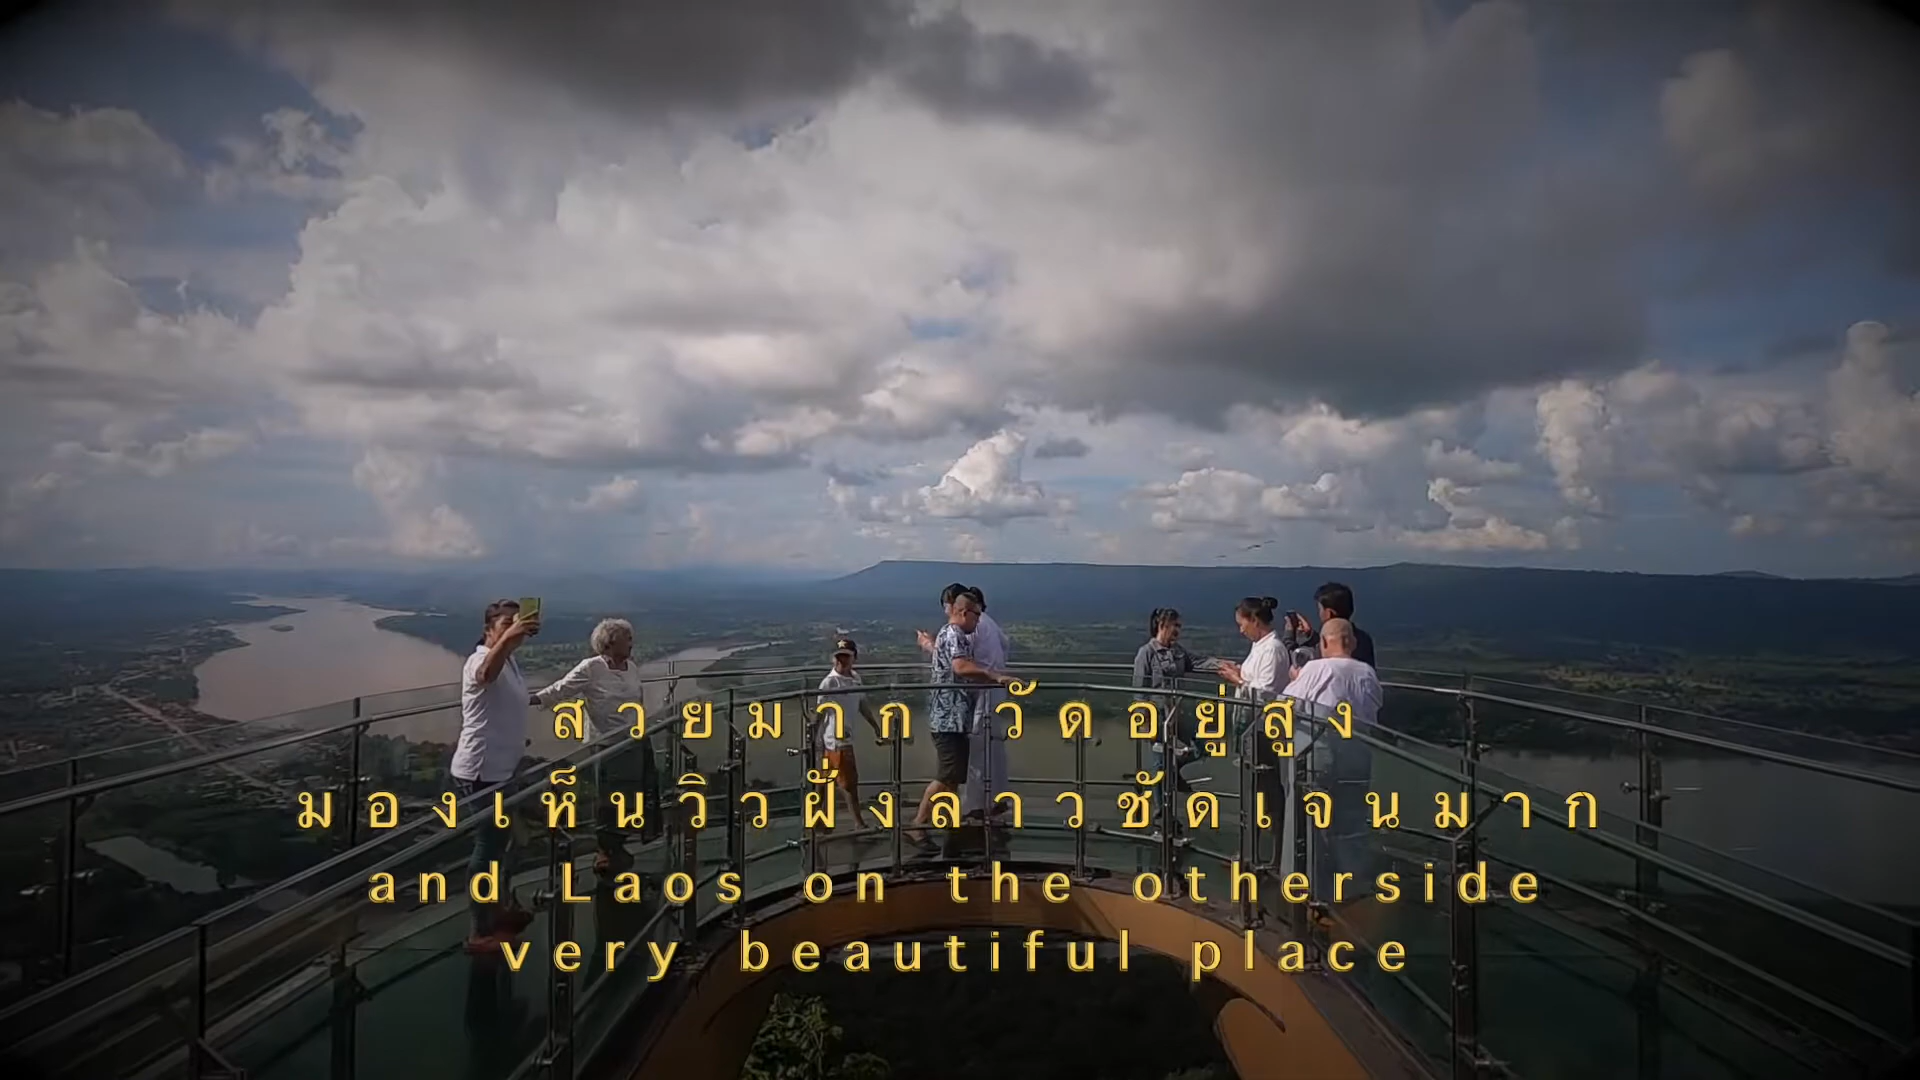 สวยมาก วัดอยู่สูง
มองเห็นวิวฝั่งลาวชัดเจนมาก
and Laos on the otherside
very beautiful place